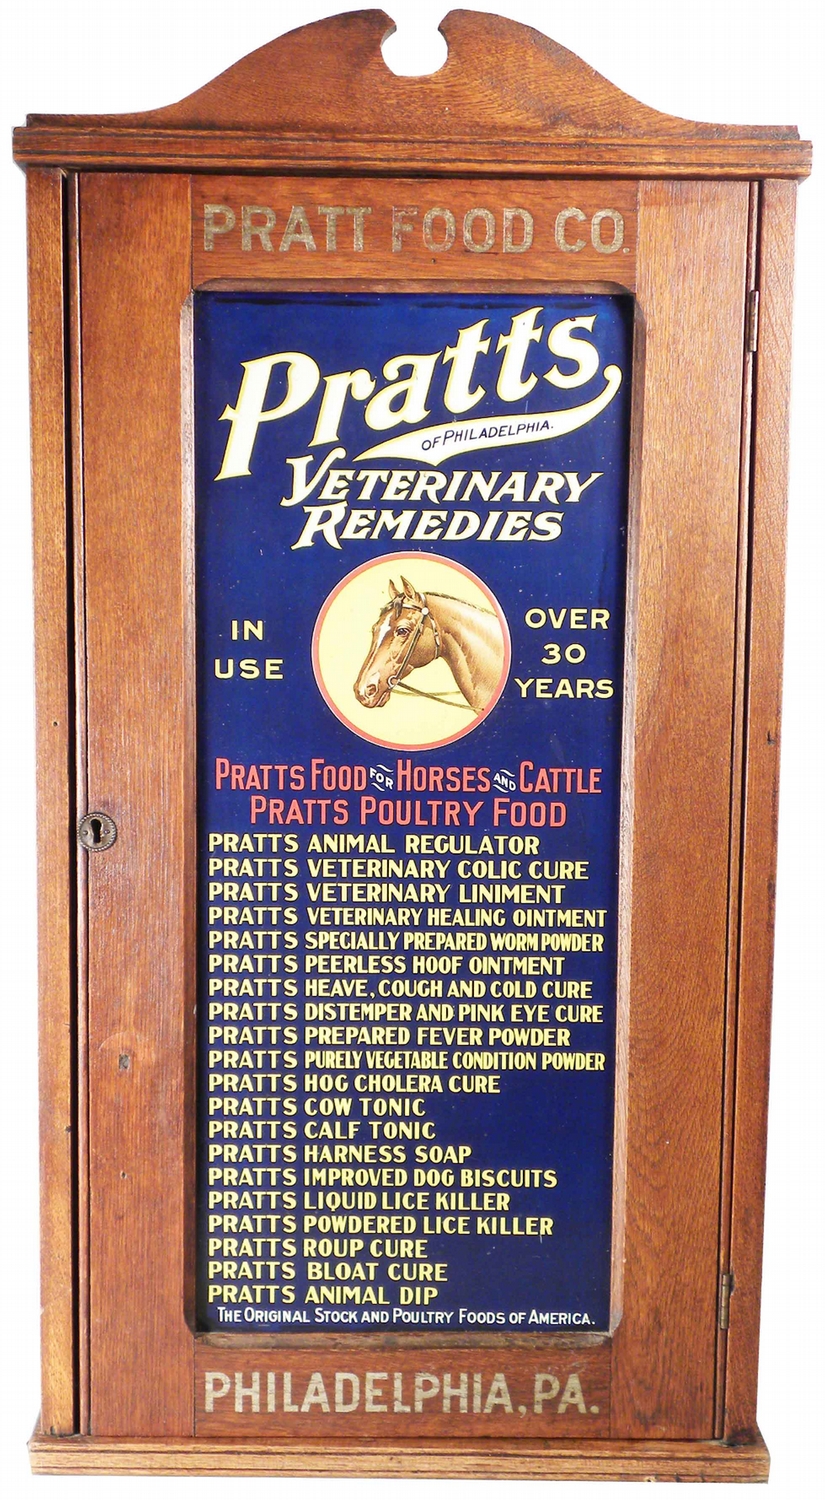 PRATT FOOD CO.
Pratts
OF PHILADELPHIA.
VETERINARY
REMEDIES
IN
USE
OVER
30
YEARS
PRATTS FOOD FOR HORSES AND CATTLE
PRATTS POULTRY FOOD
PRATTS ANIMAL REGULATOR
PRATTS VETERINARY COLIC CURE
PRATTS VETERINARY LINIMENT
PRATTS VETERINARY HEALING OINTMENT
PRATTS SPECIALLY PREPARED WORM POWDER
PRATTS PEERLESS HOOF OINTMENT
PRATTS HEAVE, COUGH AND COLD CURE
PRATTS DISTEMPER AND PINK EYE CURE
PRATTS PREPARED FEVER POWDER
PRATTS PURELY VEGETABLE CONDITION POWDER
PRATTS HOG CHOLERA CURE
PRATTS COW TONIC
PRATTS CALF TONIC
PRATTS HARNESS SOAP
PRATTS IMPROVED DOG BISCUITS
PRATTS LIQUID LICE KILLER
PRATTS POWDERED LICE KILLER
PRATTS ROUP CURE
PRATTS BLOAT CURE
PRATTS ANIMAL DIP
THE ORIGINAL STOCK AND POULTRY FOODS OF AMERICA.
PHILADELPHIA, PA.